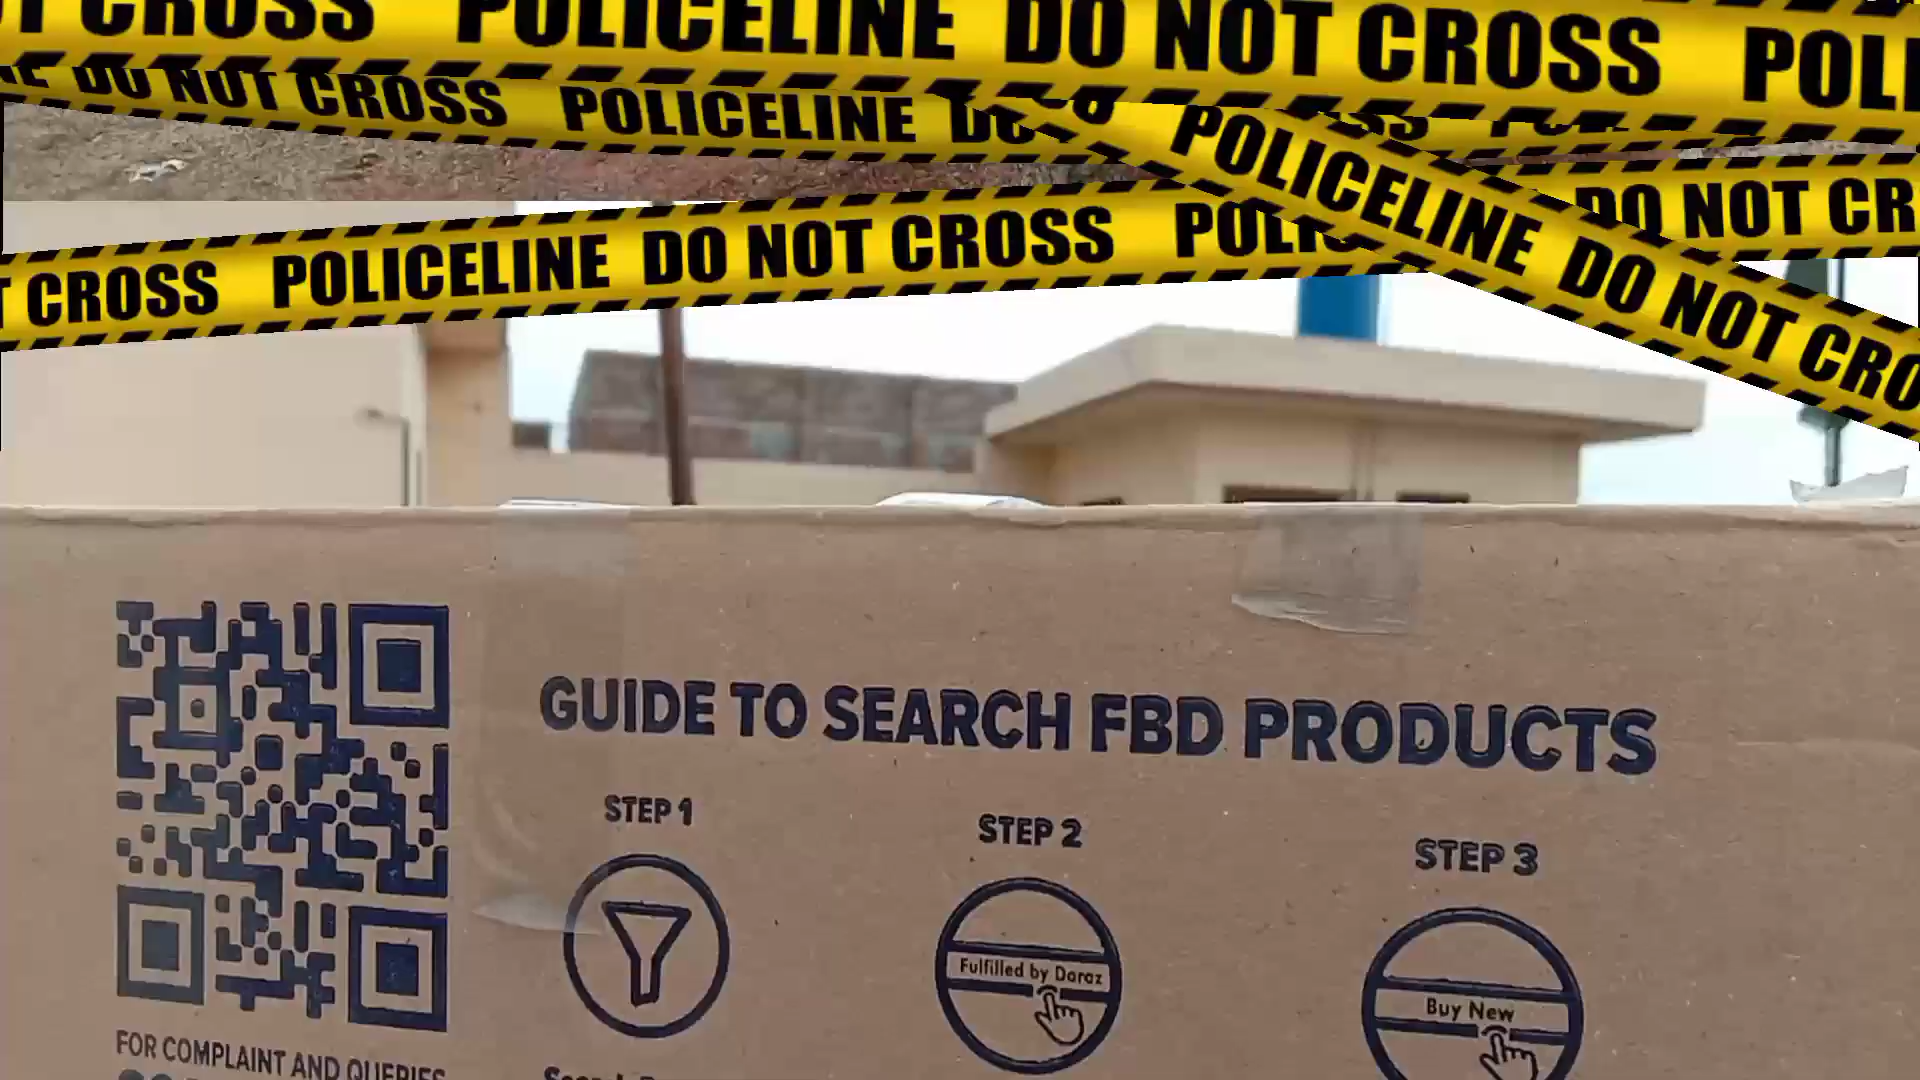 T CROSS POLICELINE DO NOT CROSS POLI
DO NOT CROSS POLICELINE
POLICELINE DO NOT CRO
DO NOT CR
CROSS POLICELINE DO NOT CROSS
GUIDE TO SEARCH FBD PRODUCTS
STEP 1
STEP 2
STEP 3
Fulfilled by Daraz
Buy New
FOR COMPLAINT AND QUERIES